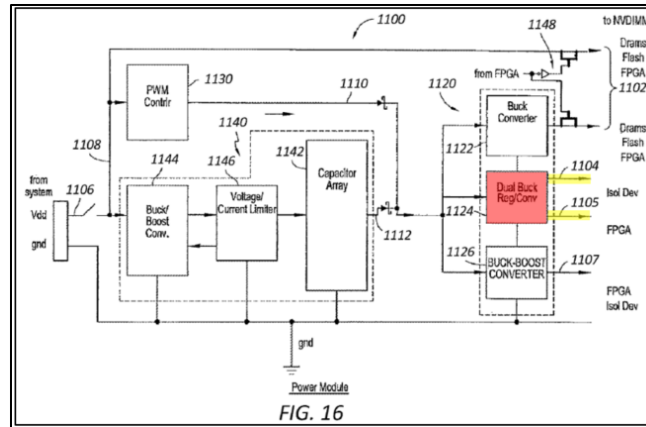 1100
to NVDIMM
1148
Drams
Flash
FPGA
1102
from FPGA
1130
PWM
Contrlr
1110
1120
1140
1108
1144
1146
1142
Buck
Converter
1122
Drams
Flash
FPGA
from
system
1106
Vdd
gnd
Buck/
Boost
Conv.
Voltage/
Current Limiter
Capacitor
Array
1112
Dual Buck
Reg/Conv
1124
1104
Isol Dev
1105
FPGA
1126
BUCK-BOOST
CONVERTER
1107
FPGA
Isol Dev
gnd
Power Module
FIG. 16